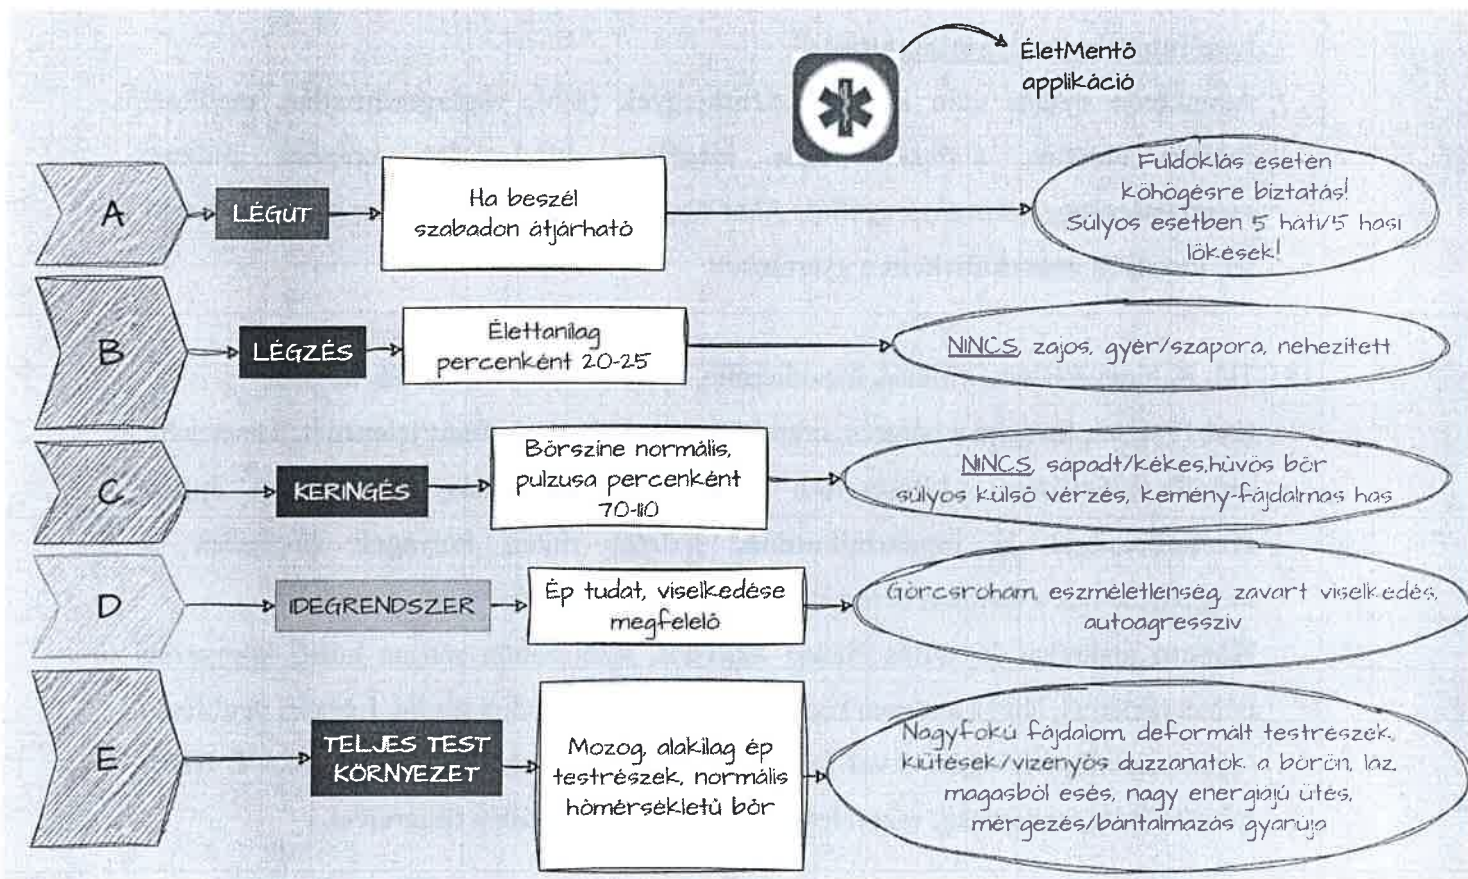 ÉletMentő
applikáció
A
LÉGÚT
Ha beszél
szabadon átjárható
Fuldoklás esetén
köhögésre biztatás!
Súlyos esetben 5 háti/5 hasi
lökések!
B
LÉGZÉS
Élettanilag
percenként 20-25
NINCS, zajos, gyér/szapora, nehezített
C
KERINGÉS
Bőrszíne normális,
pulzusa percenként
70-110
NINCS, sápadt/kékes,hűvös bőr
súlyos külső vérzés, kemény-fájdalmas has
D
IDEGRENDSZER
Ép tudat, viselkedése
megfelelő
Görcsroham, eszméletlenség, zavart viselkedés,
autoagresszív
E
TELJES TEST
KÖRNYEZET
Mozog, alakilag ép
testrészek, normális
hőmérsékletű bőr
Nagyfokú fájdalom, deformált testrészek,
kiütések/vizenyős duzzanatok a bőrön, láz,
magasból esés, nagy energiájú ütés,
mérgezés/bántalmazás gyanúja